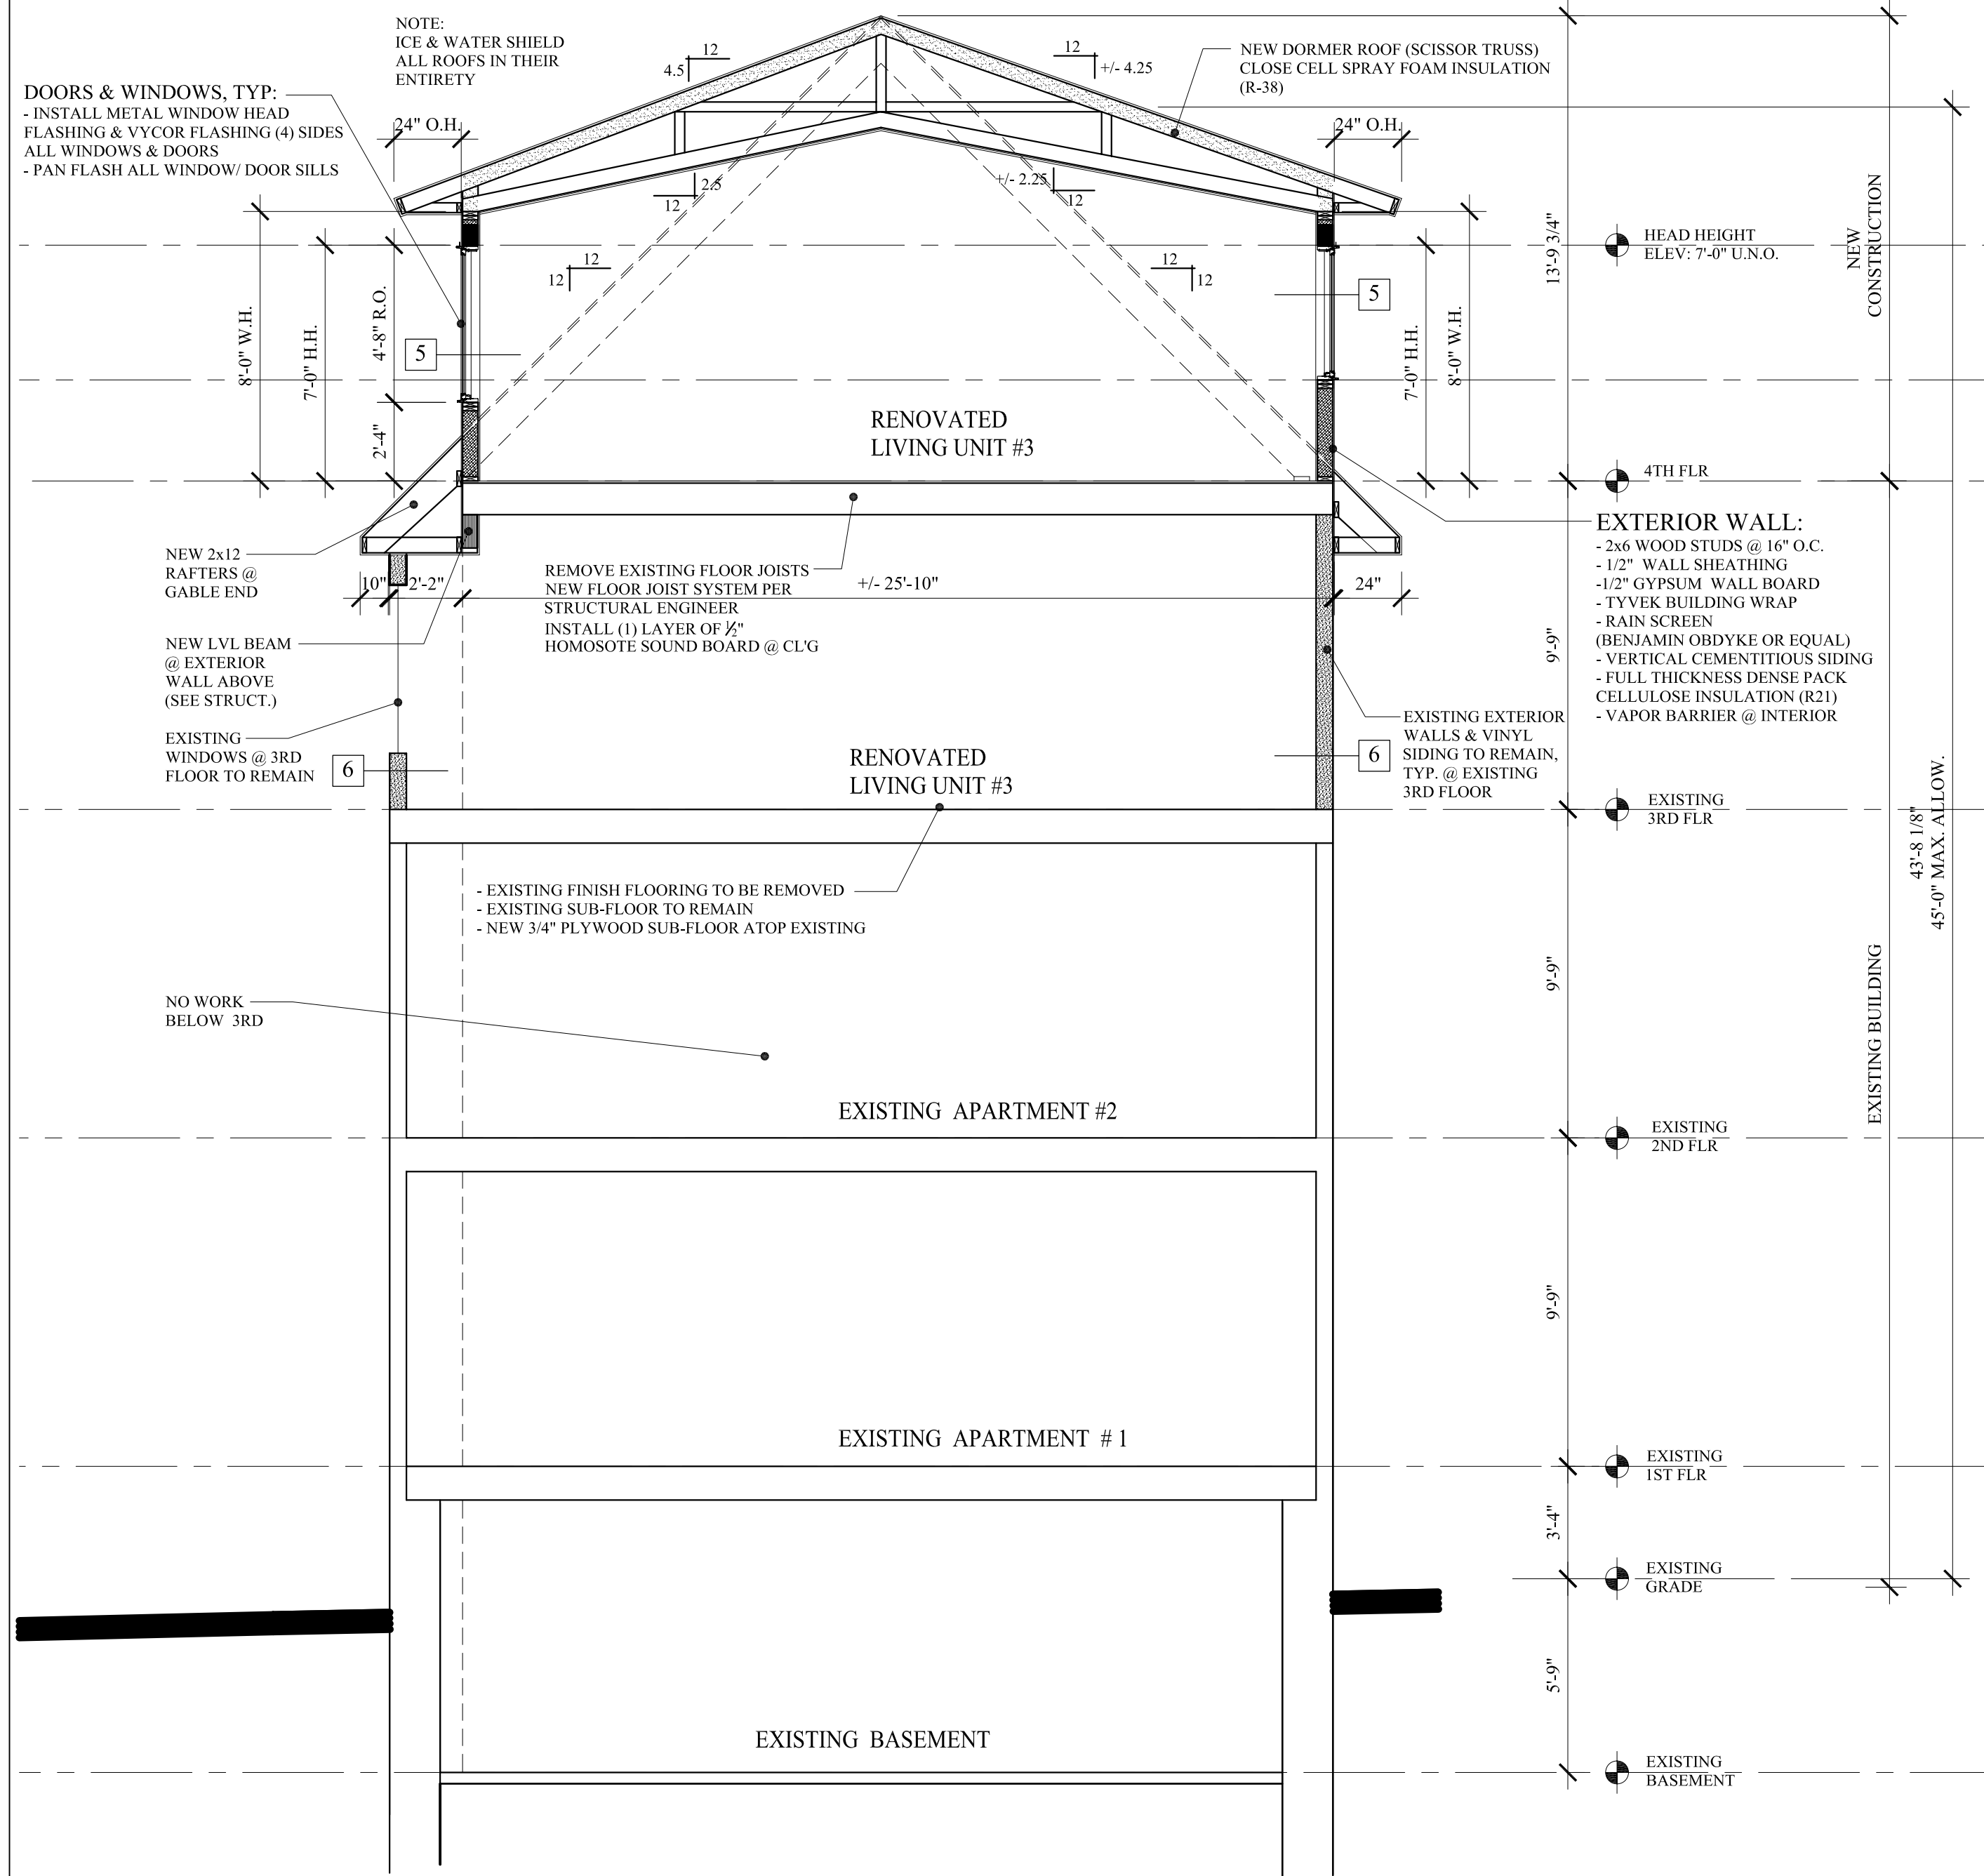 NOTE:
ICE & WATER SHIELD
ALL ROOFS IN THEIR
ENTIRETY
DOORS & WINDOWS, TYP:
- INSTALL METAL WINDOW HEAD
FLASHING & VYCOR FLASHING (4) SIDES
ALL WINDOWS & DOORS
- PAN FLASH ALL WINDOW/ DOOR SILLS
12
4.5
12
+/- 4.25
NEW DORMER ROOF (SCISSOR TRUSS)
CLOSE CELL SPRAY FOAM INSULATION
(R-38)
24" O.H.
24" O.H.
2.5
12
+/- 2.25
12
12
12
12
12
8'-0" W.H.
7'-0" H.H.
4'-8" R.O.
2'-4"
5
5
7'-0" H.H.
8'-0" W.H.
13'-9 3/4"
HEAD HEIGHT
ELEV: 7'-0" U.N.O.
NEW
CONSTRUCTION
RENOVATED
LIVING UNIT #3
4TH FLR
EXTERIOR WALL:
- 2x6 WOOD STUDS @ 16" O.C.
- 1/2"  WALL SHEATHING
-1/2" GYPSUM  WALL BOARD
- TYVEK BUILDING WRAP
- RAIN SCREEN
(BENJAMIN OBDYKE OR EQUAL)
- VERTICAL CEMENTITIOUS SIDING
- FULL THICKNESS DENSE PACK
CELLULOSE INSULATION (R21)
- VAPOR BARRIER @ INTERIOR
NEW 2x12
RAFTERS @
GABLE END
10"
2'-2"
REMOVE EXISTING FLOOR JOISTS
NEW FLOOR JOIST SYSTEM PER
STRUCTURAL ENGINEER
INSTALL (1) LAYER OF ½"
HOMOSOTE SOUND BOARD @ CL'G
+/- 25'-10"
24"
9'-9"
NEW LVL BEAM
@ EXTERIOR
WALL ABOVE
(SEE STRUCT.)
EXISTING
WINDOWS @ 3RD
FLOOR TO REMAIN
6
RENOVATED
LIVING UNIT #3
6
EXISTING EXTERIOR
WALLS & VINYL
SIDING TO REMAIN,
TYP. @ EXISTING
3RD FLOOR
EXISTING
3RD FLR
43'-8 1/8"
45'-0" MAX. ALLOW.
- EXISTING FINISH FLOORING TO BE REMOVED
- EXISTING SUB-FLOOR TO REMAIN
- NEW 3/4" PLYWOOD SUB-FLOOR ATOP EXISTING
9'-9"
EXISTING BUILDING
NO WORK
BELOW  3RD
EXISTING  APARTMENT #2
EXISTING
2ND FLR
9'-9"
EXISTING  APARTMENT  # 1
EXISTING
1ST FLR
3'-4"
EXISTING
GRADE
5'-9"
EXISTING  BASEMENT
EXISTING
BASEMENT